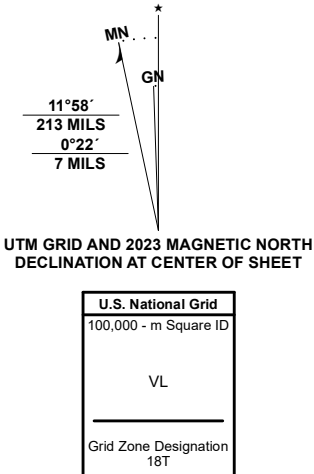 ★
MN
GN
11°58´
213 MILS
0°22´
7 MILS
UTM GRID AND 2023 MAGNETIC NORTH
DECLINATION AT CENTER OF SHEET
U.S. National Grid
100,000 - m Square ID
VL
Grid Zone Designation
18T